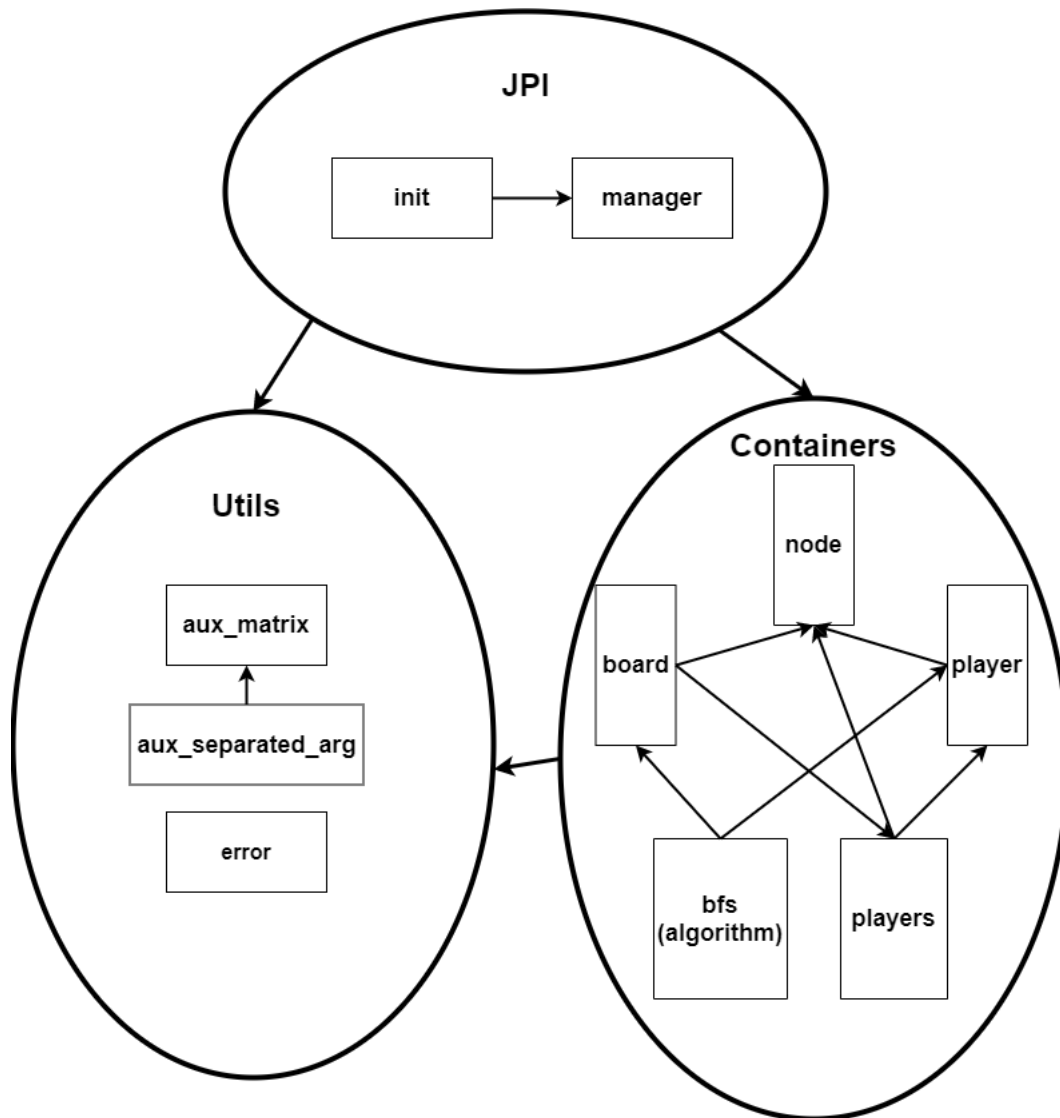 JPI
init
manager
Utils
aux_matrix
aux_separated_arg
error
Containers
node
board
player
bfs
(algorithm)
players